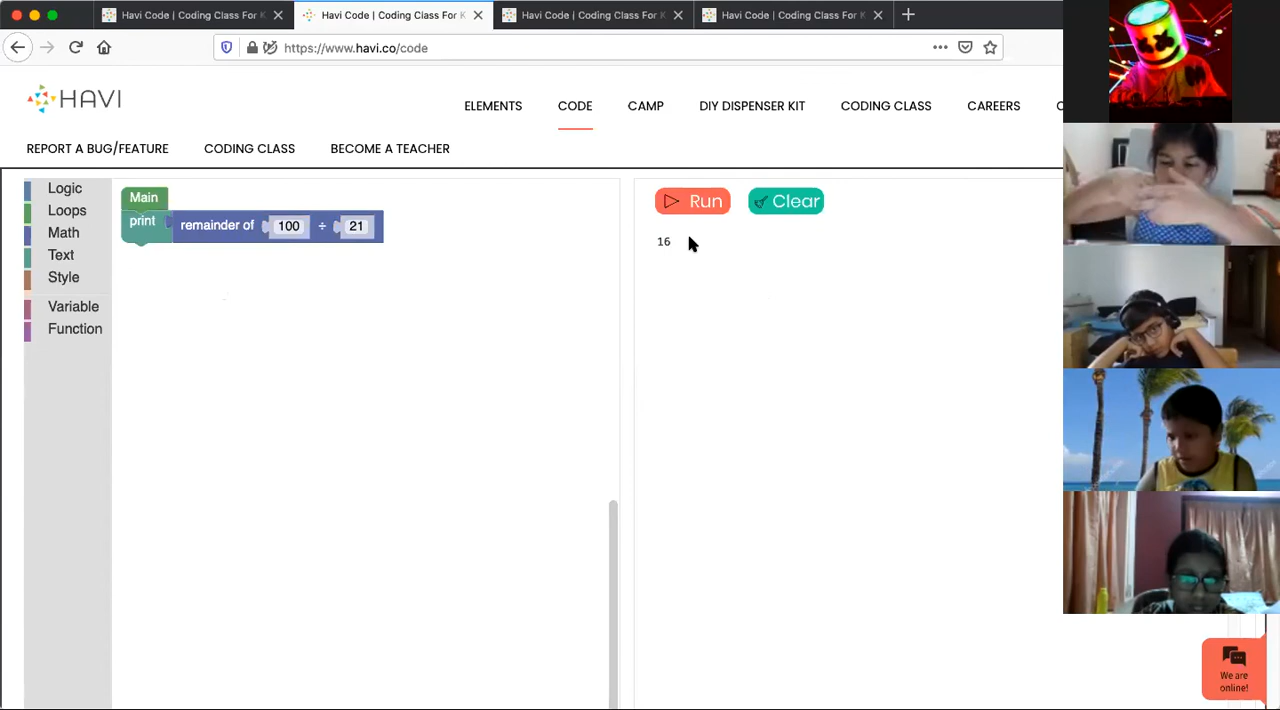 Havi Code | Coding Class For K
Havi Code | Coding Class For K
Havi Code | Coding Class For K
Havi Code | Coding Class For K
https://www.havi.co/code
HAVI
ELEMENTS
CODE
CAMP
DIY DISPENSER KIT
CODING CLASS
CAREERS
REPORT A BUG/FEATURE
CODING CLASS
BECOME A TEACHER
Logic
Loops
Math
Text
Style
Variable
Function
Main
print
remainder of 100 ÷ 21
Run
Clear
16
We are
online!